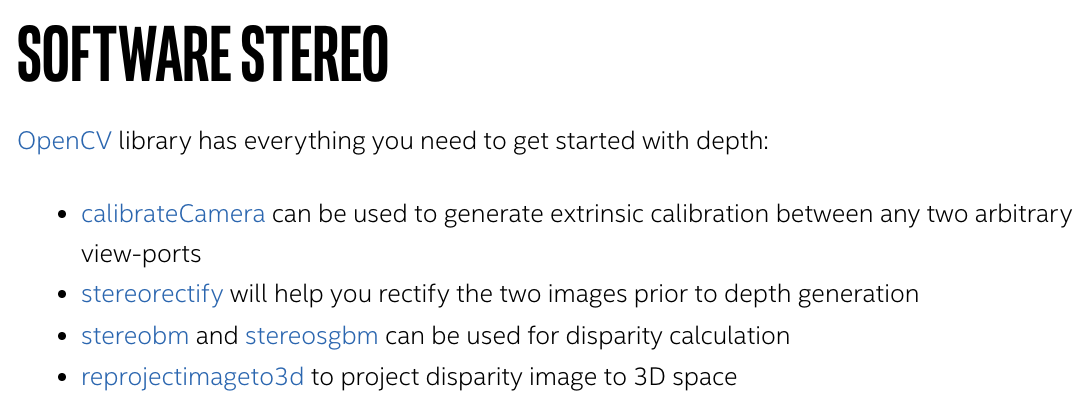 SOFTWARE STEREO
OpenCV library has everything you need to get started with depth:
• calibrateCamera can be used to generate extrinsic calibration between any two arbitrary
view-ports
• stereorectify will help you rectify the two images prior to depth generation
• stereobm and stereosgbm can be used for disparity calculation
• reprojectimageto3d to project disparity image to 3D space